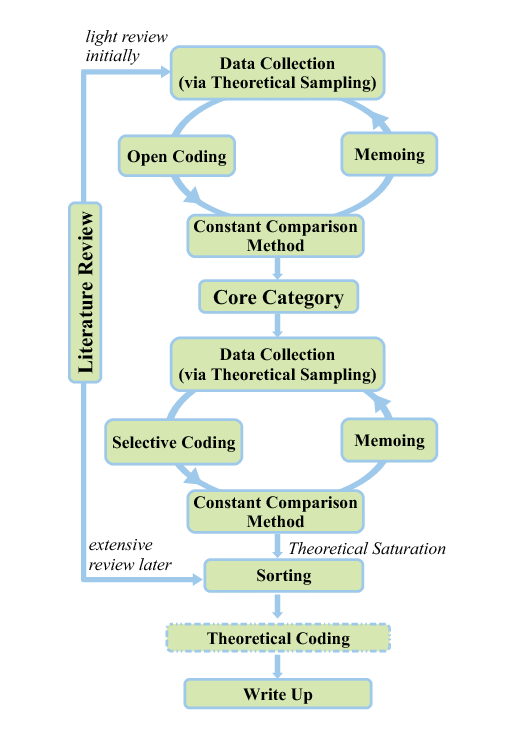 light review
initially
Data Collection
(via Theoretical Sampling)
Open Coding
Memoing
Constant Comparison
Method
Literature Review
Core Category
Data Collection
(via Theoretical Sampling)
Selective Coding
Memoing
Constant Comparison
Method
extensive
review later
Theoretical Saturation
Sorting
Theoretical Coding
Write Up